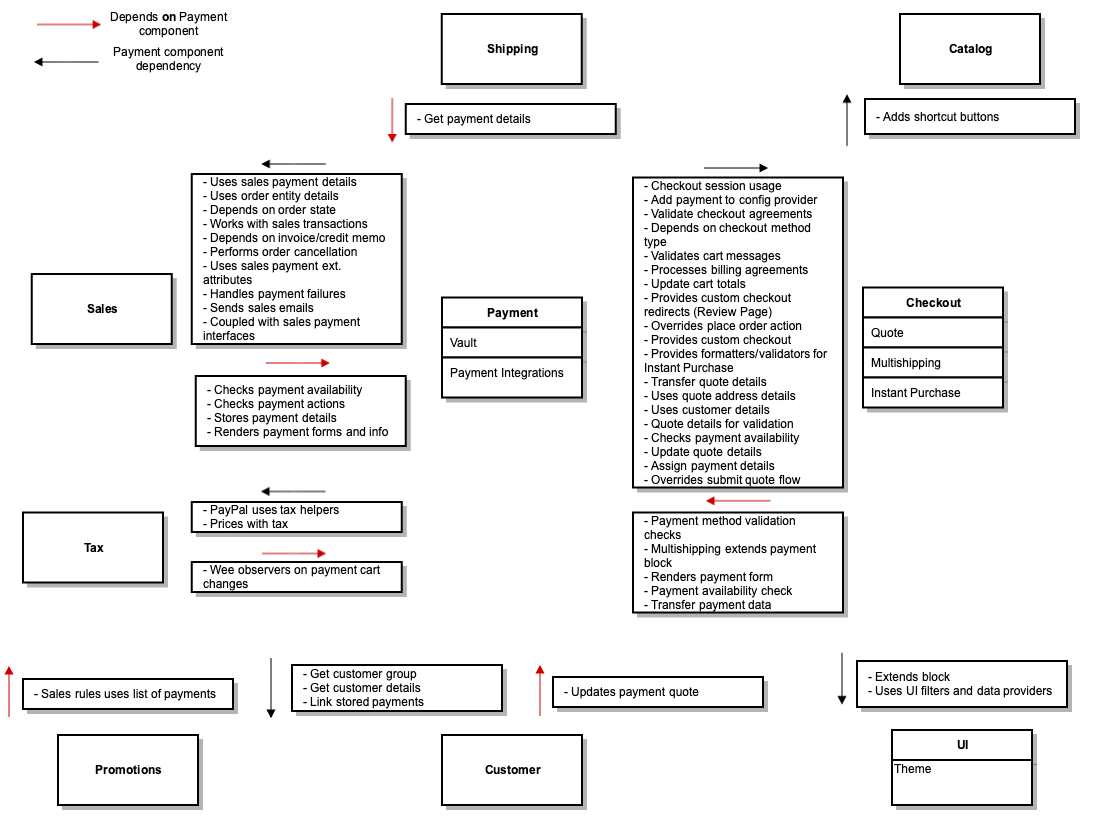 Depends on Payment
component
Payment component
dependency
Shipping
Catalog
- Get payment details
- Adds shortcut buttons
- Uses sales payment details
- Uses order entity details
- Depends on order state
- Works with sales transactions
- Depends on invoice/credit memo
- Performs order cancellation
- Uses sales payment ext.
attributes
- Handles payment failures
- Sends sales emails
- Coupled with sales payment
interfaces
Sales
- Checks payment availability
- Checks payment actions
- Stores payment details
- Renders payment forms and info
Payment
Vault
Payment Integrations
- Checkout session usage
- Add payment to config provider
- Validate checkout agreements
- Depends on checkout method
type
- Validates cart messages
- Processes billing agreements
- Update cart totals
- Provides custom checkout
redirects (Review Page)
- Overrides place order action
- Provides custom checkout
- Provides formatters/validators for
Instant Purchase
- Transfer quote details
- Uses quote address details
- Uses customer details
- Quote details for validation
- Checks payment availability
- Update quote details
- Assign payment details
- Overrides submit quote flow
Checkout
Quote
Multishipping
Instant Purchase
Tax
- PayPal uses tax helpers
- Prices with tax
- Wee observers on payment cart
changes
- Payment method validation
checks
- Multishipping extends payment
block
- Renders payment form
- Payment availability check
- Transfer payment data
- Sales rules uses list of payments
- Get customer group
- Get customer details
- Link stored payments
- Updates payment quote
- Extends block
- Uses UI filters and data providers
Promotions
Customer
UI
Theme